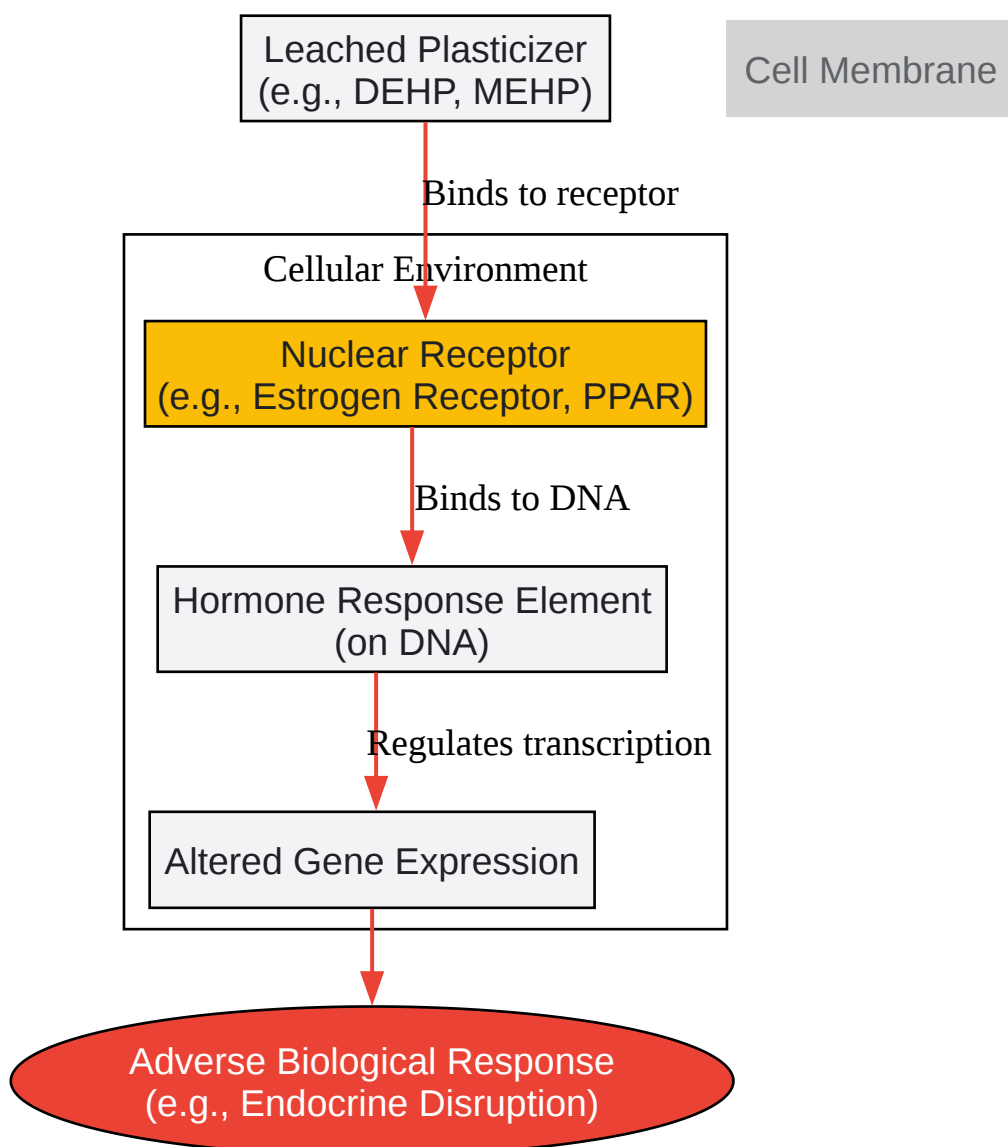 Leached Plasticizer
(e.g., DEHP, MEHP)
Cell Membrane
Binds to receptor
Cellular Environment
Nuclear Receptor
(e.g., Estrogen Receptor, PPAR)
Binds to DNA
Hormone Response Element
(on DNA)
Regulates transcription
Altered Gene Expression
Adverse Biological Response
(e.g., Endocrine Disruption)